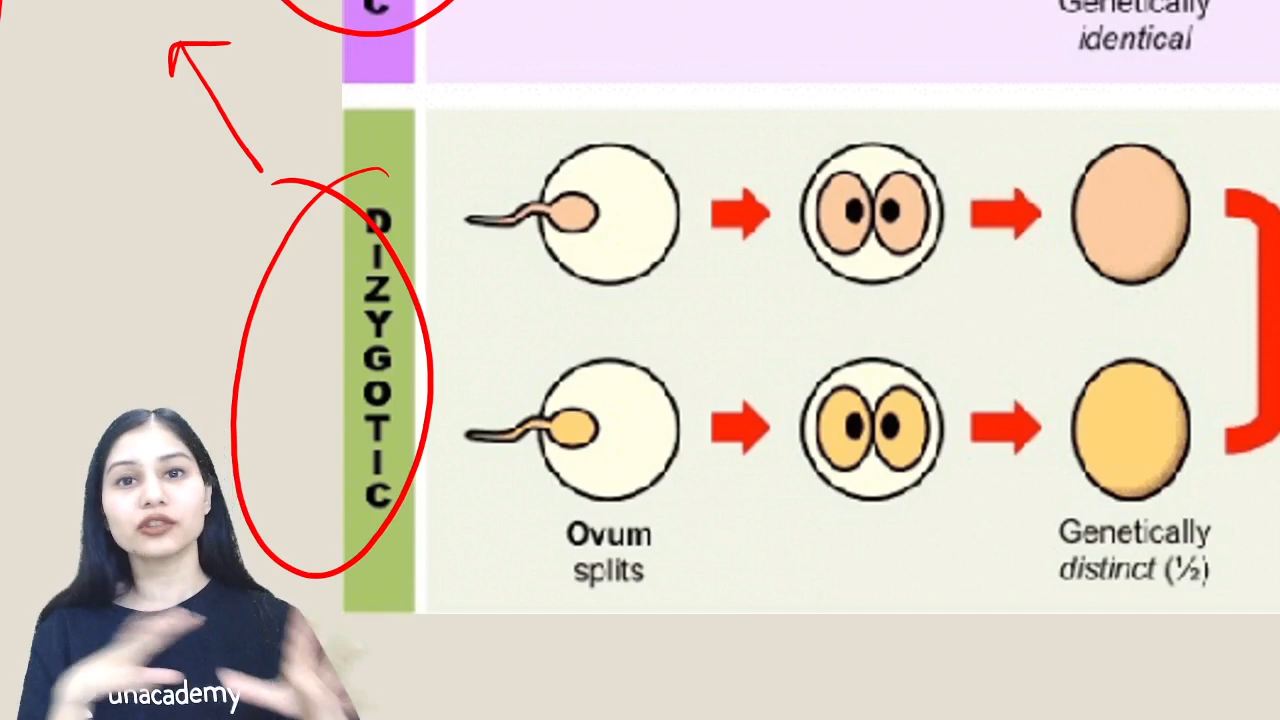 C
Genetically
identical
DIZYGOTIC
Ovum
splits
Genetically
distinct (½)
unacademy